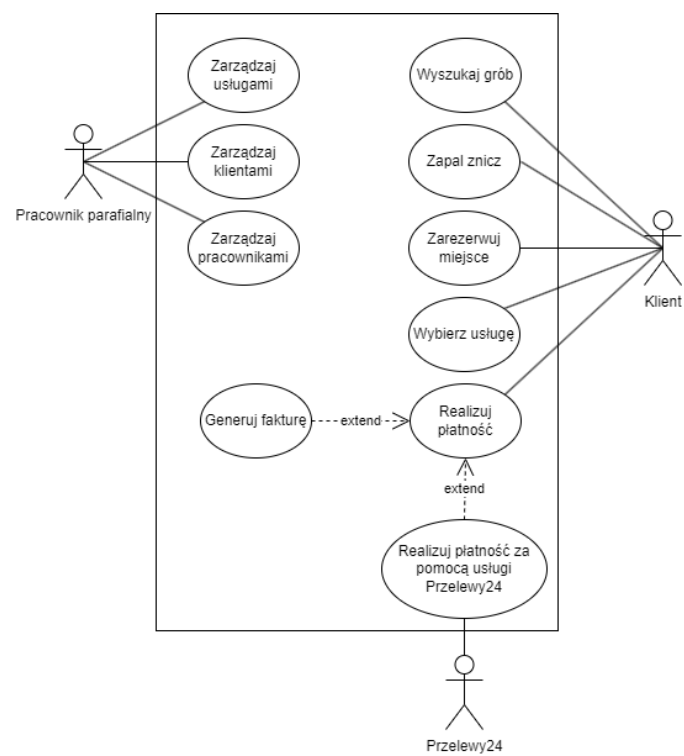 Zarządzaj
usługami
Wyszukaj grób
Zarządzaj
klientami
Zapal znicz
Pracownik parafialny
Zarządzaj
pracownikami
Zarezerwuj
miejsce
Klient
Wybierz usługę
Generuj fakturę
extend
Realizuj
płatność
extend
Realizuj płatność za
pomocą usługi
Przelewy24
Przelewy24